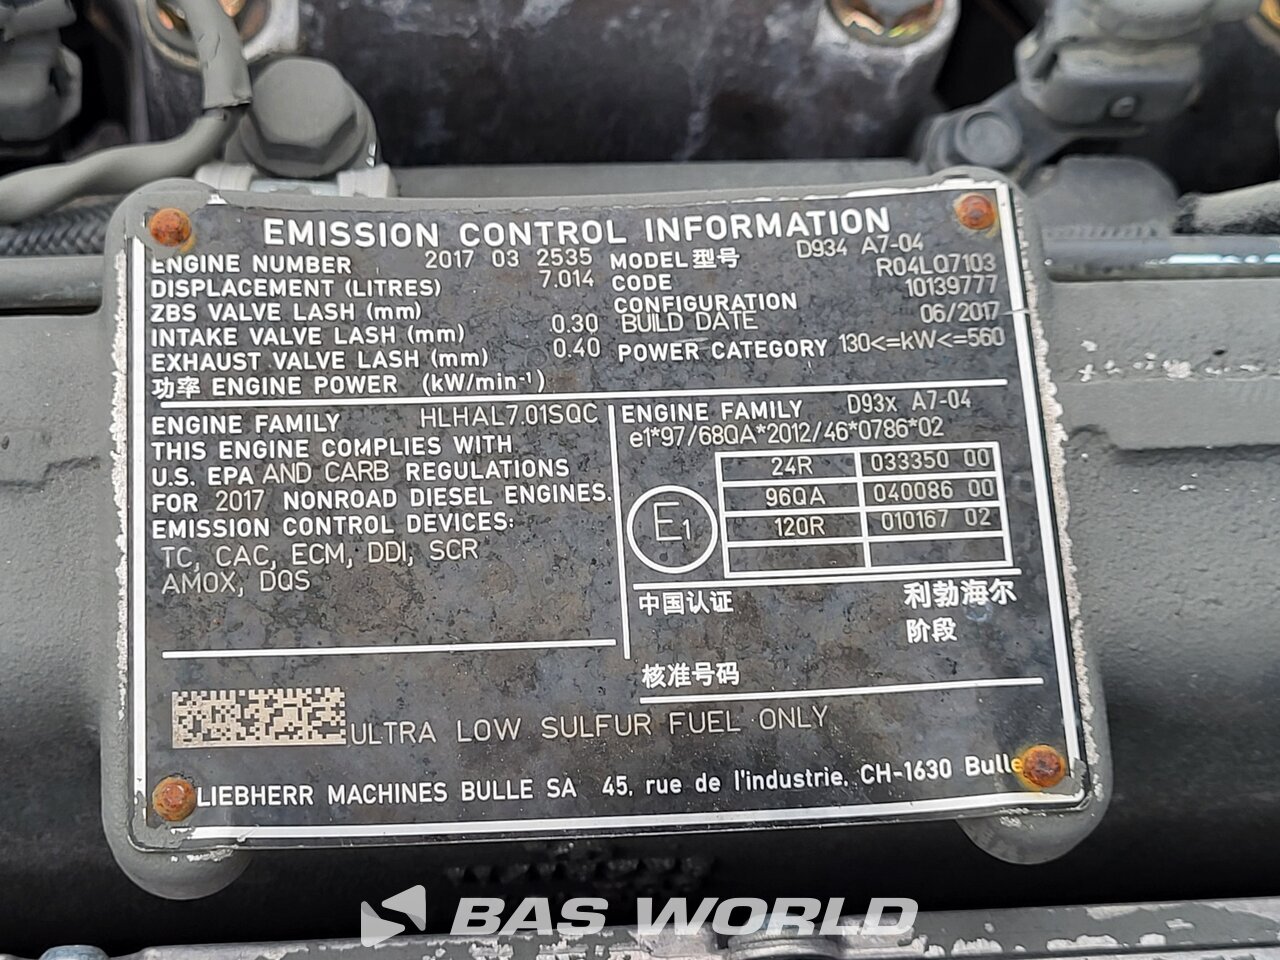 EMISSION CONTROL INFORMATION
ENGINE NUMBER 2017 03 2535
DISPLACEMENT (LITRES) 7.014
ZBS VALVE LASH (mm)
INTAKE VALVE LASH (mm) 0.30
EXHAUST VALVE LASH (mm) 0.40
功率 ENGINE POWER (kW/min⁻¹)
MODEL 型号 D934 A7-04
CODE R04LQ7103
CONFIGURATION 10139777
BUILD DATE 06/2017
POWER CATEGORY 130<=kW<=560
ENGINE FAMILY HLHAL7.01SQC
THIS ENGINE COMPLIES WITH
U.S. EPA AND CARB REGULATIONS
FOR 2017 NONROAD DIESEL ENGINES.
EMISSION CONTROL DEVICES:
TC, CAC, ECM, DDI, SCR
AMOX, DQS
ENGINE FAMILY D93x A7-04
e1*97/68QA*2012/46*0786*02
E1
24R 033350 00
96QA 040086 00
120R 010167 02
中国认证 利勃海尔
阶段
核准号码
ULTRA LOW SULFUR FUEL ONLY
LIEBHERR MACHINES BULLE SA 45, rue de l'industrie, CH-1630 Bulle
BAS WORLD